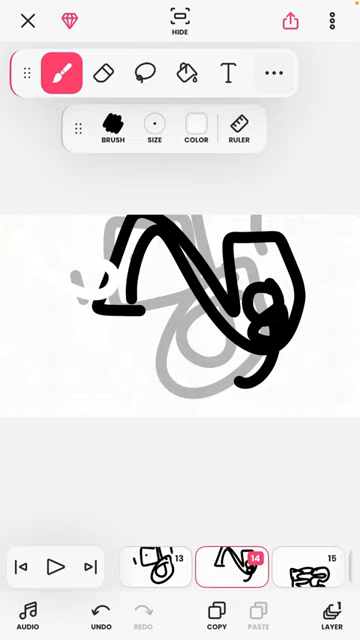 HIDE
T
BRUSH SIZE COLOR RULER
13 14 15
AUDIO UNDO REDO COPY PASTE LAYER